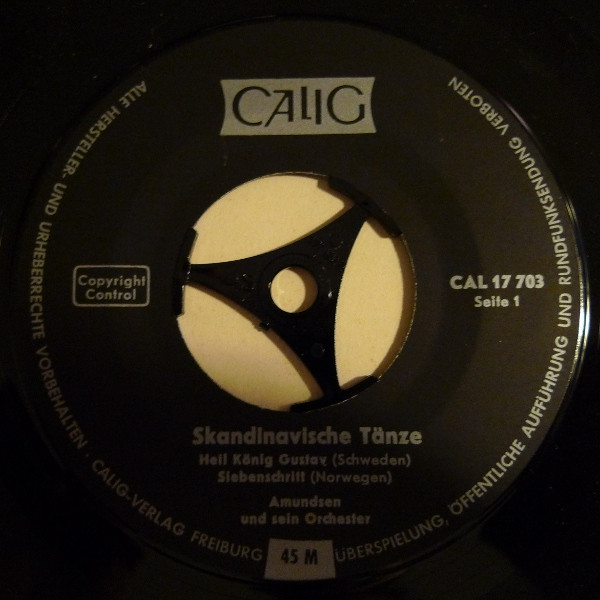 CALIG
ALLE HERSTELLER- UND URHEBERRECHTE VORBEHALTEN · CALIG-VERLAG FREIBURG
Copyright
Control
CAL 17 703
Seite 1
Skandinavische Tänze
Heil König Gustav (Schweden)
Siebenschritt (Norwegen)
Amundsen
und sein Orchester
45 M
ÜBERSPIELUNG, ÖFFENTLICHE AUFFÜHRUNG UND RUNDFUNKSENDUNG VERBOTEN